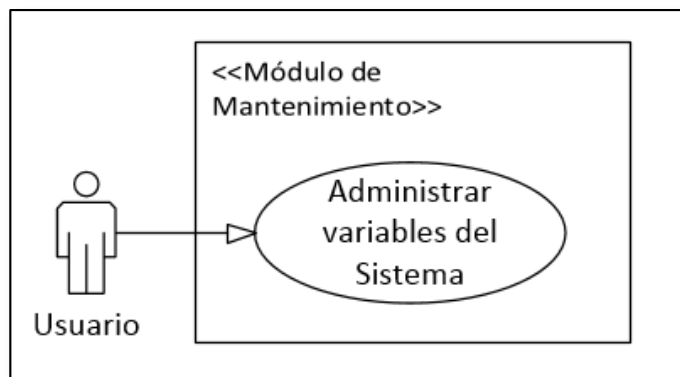 <<Módulo de
Mantenimiento>>
Administrar
variables del
Sistema
Usuario